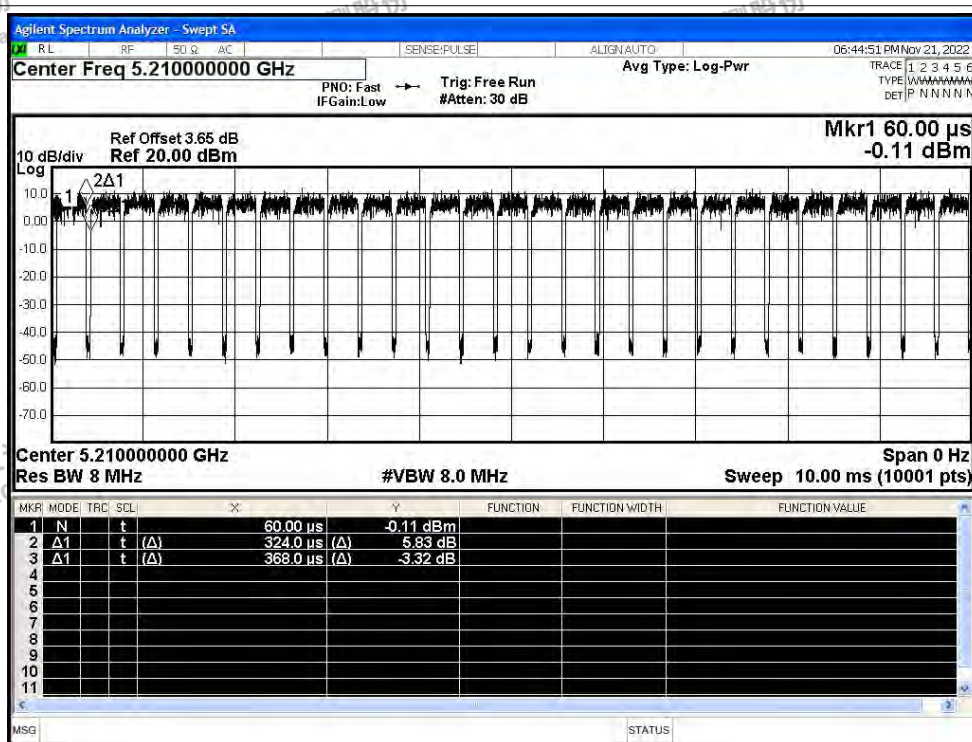 Agilent Spectrum Analyzer - Swept SA
RL RF 50 Ω AC SENSE:PULSE ALIGN AUTO 06:44:51 PM Nov 21, 2022
Center Freq 5.210000000 GHz Avg Type: Log-Pwr TRACE 1 2 3 4 5 6
PNO: Fast Trig: Free Run TYPE
IFGain:Low #Atten: 30 dB DET P N N N N N
Mkr1 60.00 µs
Ref Offset 3.65 dB
10 dB/div Ref 20.00 dBm -0.11 dBm
Log
2Δ1
10.0
1
0.00
-10.0
-20.0
-30.0
-40.0
-50.0
-60.0
-70.0
Center 5.210000000 GHz Span 0 Hz
Res BW 8 MHz #VBW 8.0 MHz Sweep 10.00 ms (10001 pts)
MKR MODE TRC SCL X Y FUNCTION FUNCTION WIDTH FUNCTION VALUE
1 N t 60.00 µs -0.11 dBm
2 Δ1 t (Δ) 324.0 µs (Δ) 5.83 dB
3 Δ1 t (Δ) 368.0 µs (Δ) -3.32 dB
4
5
6
7
8
9
10
11
MSG STATUS